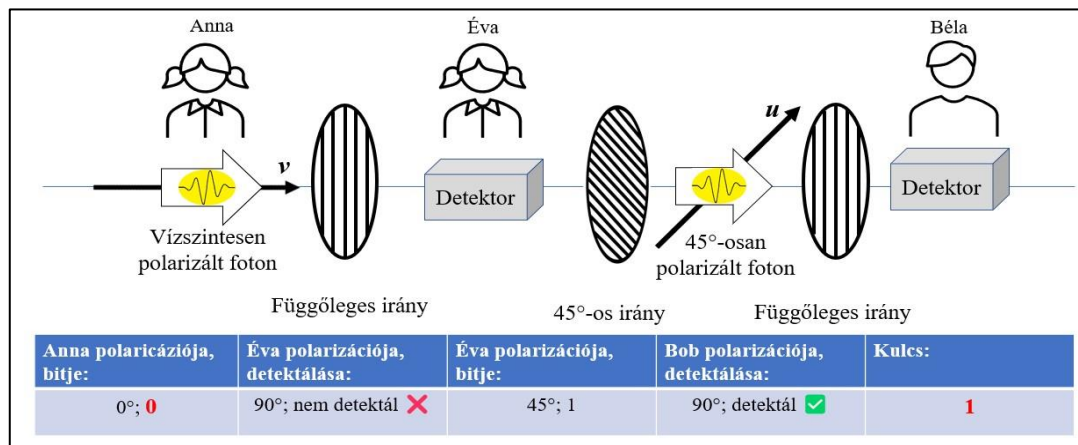 Anna
Éva
Béla
v
u
Detektor
Detektor
Vízszintesen
polarizált foton
45°-osan
polarizált foton
Függőleges irány
45°-os irány
Függőleges irány
Anna polaricáziója,
bitje:
Éva polarizációja,
detektálása:
Éva polarizációja,
bitje:
Bob polarizációja,
detektálása:
Kulcs:
0°; 0
90°; nem detektál ❌
45°; 1
90°; detektál ✅
1